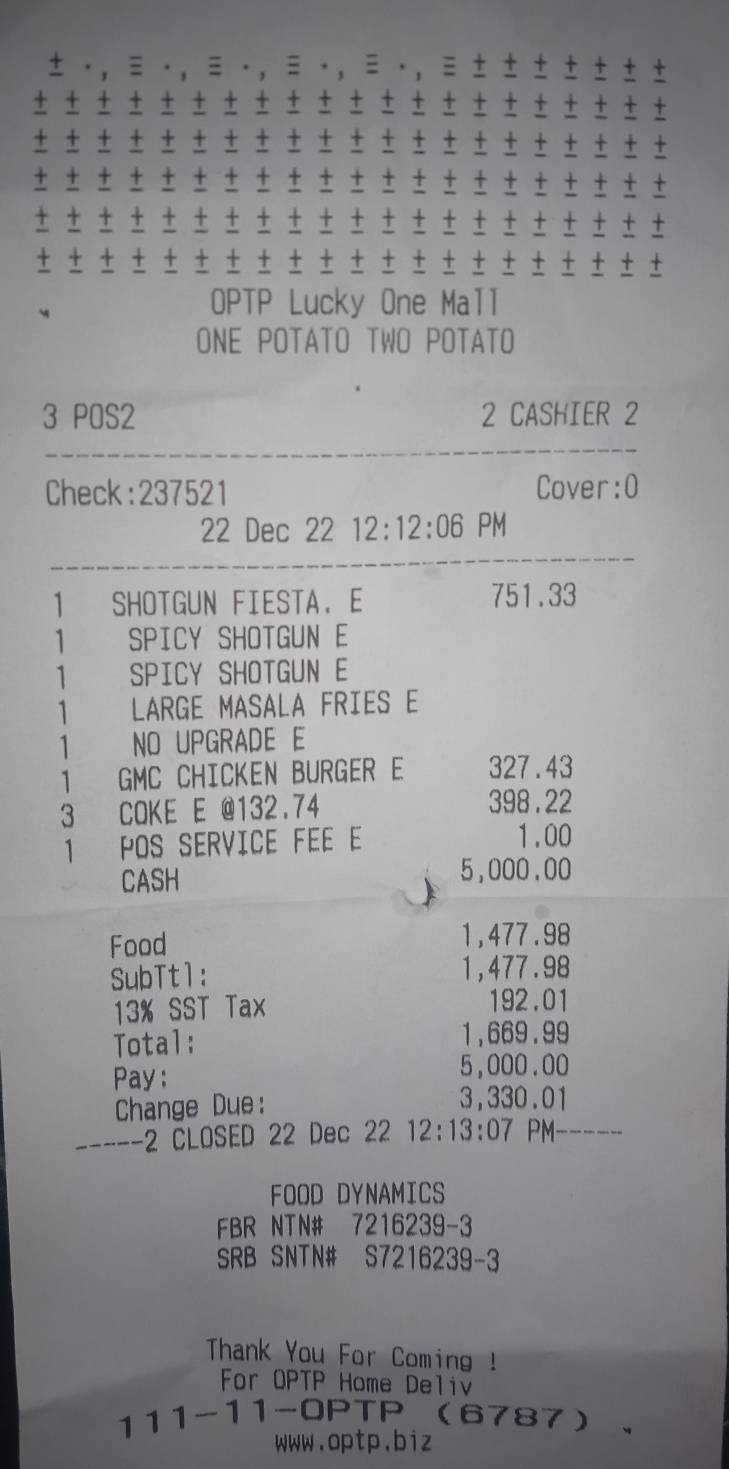 ± ·, ≡ ·, ≡ ·, ≡ ·, ≡ ·, ≡ ± ± ± ± ± ± ±
± ± ± ± ± ± ± ± ± ± ± ± ± ± ± ± ± ± ± ±
± ± ± ± ± ± ± ± ± ± ± ± ± ± ± ± ± ± ± ±
± ± ± ± ± ± ± ± ± ± ± ± ± ± ± ± ± ± ± ±
± ± ± ± ± ± ± ± ± ± ± ± ± ± ± ± ± ± ± ±
± ± ± ± ± ± ± ± ± ± ± ± ± ± ± ± ± ± ± ±
OPTP Lucky One Mall
ONE POTATO TWO POTATO
3 POS2 2 CASHIER 2
Check:237521 Cover:0
22 Dec 22 12:12:06 PM
1 SHOTGUN FIESTA. E 751.33
1 SPICY SHOTGUN E
1 SPICY SHOTGUN E
1 LARGE MASALA FRIES E
1 NO UPGRADE E
1 GMC CHICKEN BURGER E 327.43
3 COKE E @132.74 398.22
1 POS SERVICE FEE E 1.00
CASH 5,000.00
Food 1,477.98
SubTtl: 1,477.98
13% SST Tax 192.01
Total: 1,669.99
Pay: 5,000.00
Change Due: 3,330.01
-----2 CLOSED 22 Dec 22 12:13:07 PM-----
FOOD DYNAMICS
FBR NTN# 7216239-3
SRB SNTN# S7216239-3
Thank You For Coming !
For OPTP Home Deliv
111-11-OPTP (6787)
www.optp.biz